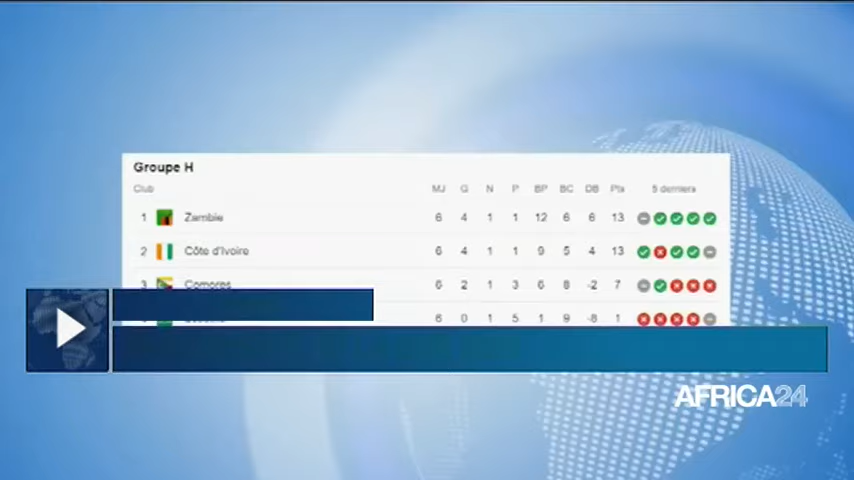 Groupe H
Club MJ G N P BP BC DB Pts 5 derniers
1 Zambie 6 4 1 1 12 6 6 13
2 Côte d'Ivoire 6 4 1 1 9 5 4 13
3 Comores 6 2 1 3 6 8 -2 7
6 0 1 5 1 9 -8 1
AFRICA24